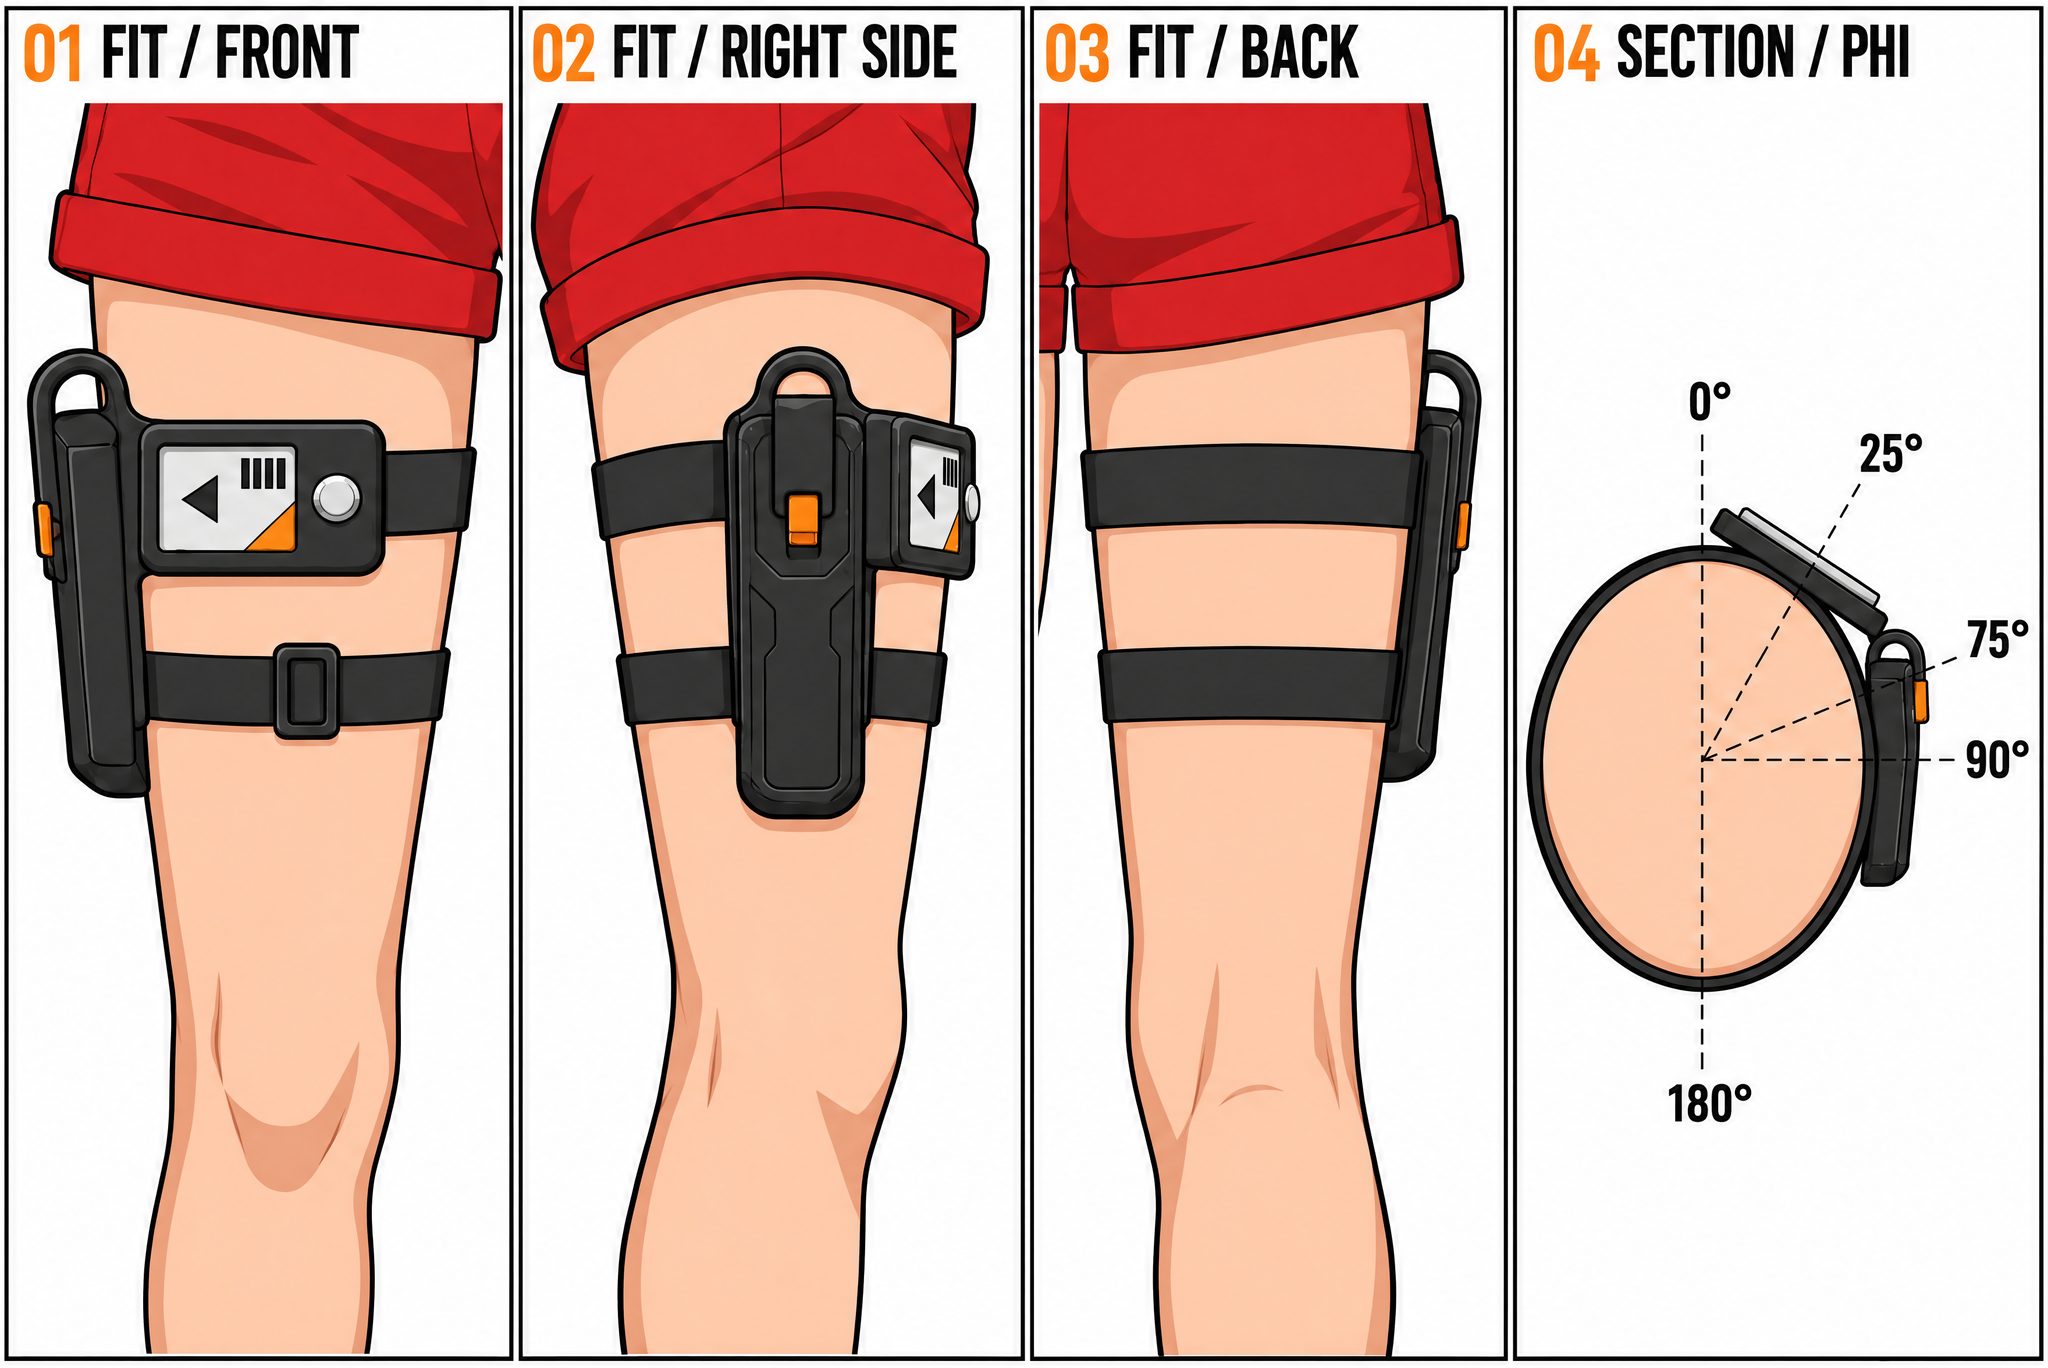 01 FIT / FRONT
02 FIT / RIGHT SIDE
03 FIT / BACK
04 SECTION / PHI
0°
25°
75°
90°
180°